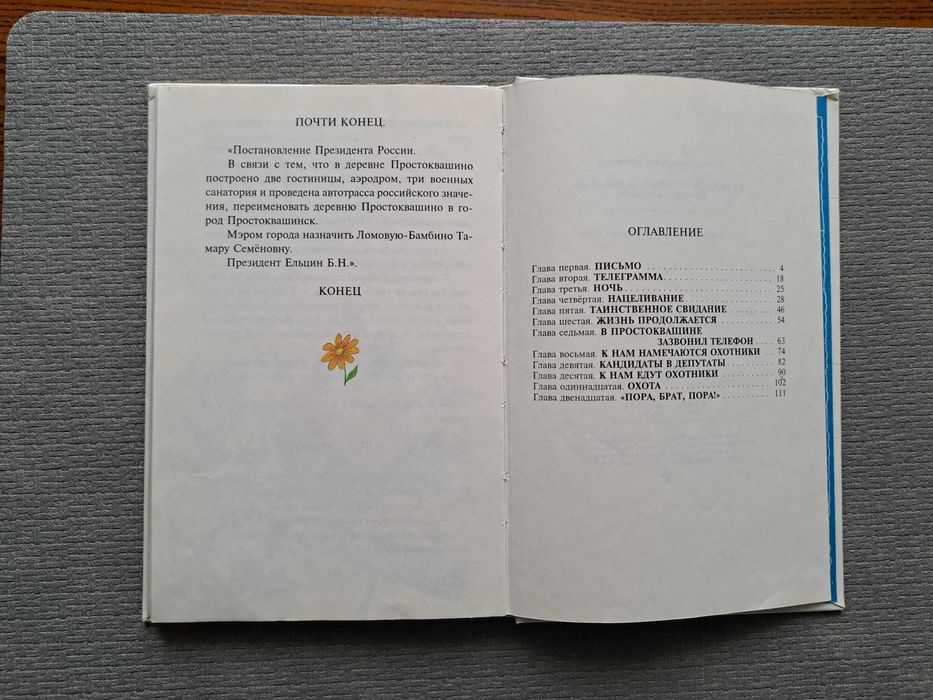 ПОЧТИ КОНЕЦ.
«Постановление Президента России.
В связи с тем, что в деревне Простоквашино
построено две гостиницы, аэродром, три военных
санатория и проведена автотрасса российского значе-
ния, переименовать деревню Простоквашино в го-
род Простоквашинск.
Мэром города назначить Ломовую-Бамбино Та-
мару Семёновну.
Президент Ельцин Б.Н.».
КОНЕЦ
ОГЛАВЛЕНИЕ
Глава первая. ПИСЬМО . . . . . . . . . . . . . . . . . 4
Глава вторая. ТЕЛЕГРАММА. . . . . . . . . . . . . . 18
Глава третья. НОЧЬ. . . . . . . . . . . . . . . . . . . 25
Глава четвёртая. НАЦЕЛИВАНИЕ . . . . . . . . . . 28
Глава пятая. ТАИНСТВЕННОЕ СВИДАНИЕ . . . . . . 46
Глава шестая. ЖИЗНЬ ПРОДОЛЖАЕТСЯ . . . . . . . 54
Глава седьмая. В ПРОСТОКВАШИНЕ
ЗАЗВОНИЛ ТЕЛЕФОН . . . . 63
Глава восьмая. К НАМ НАМЕЧАЮТСЯ ОХОТНИКИ . . 74
Глава девятая. КАНДИДАТЫ В ДЕПУТАТЫ. . . . . . 82
Глава десятая. К НАМ ЕДУТ ОХОТНИКИ . . . . . . . 90
Глава одиннадцатая. ОХОТА . . . . . . . . . . . . . 102
Глава двенадцатая. «ПОРА, БРАТ, ПОРА!» . . . . . . 111